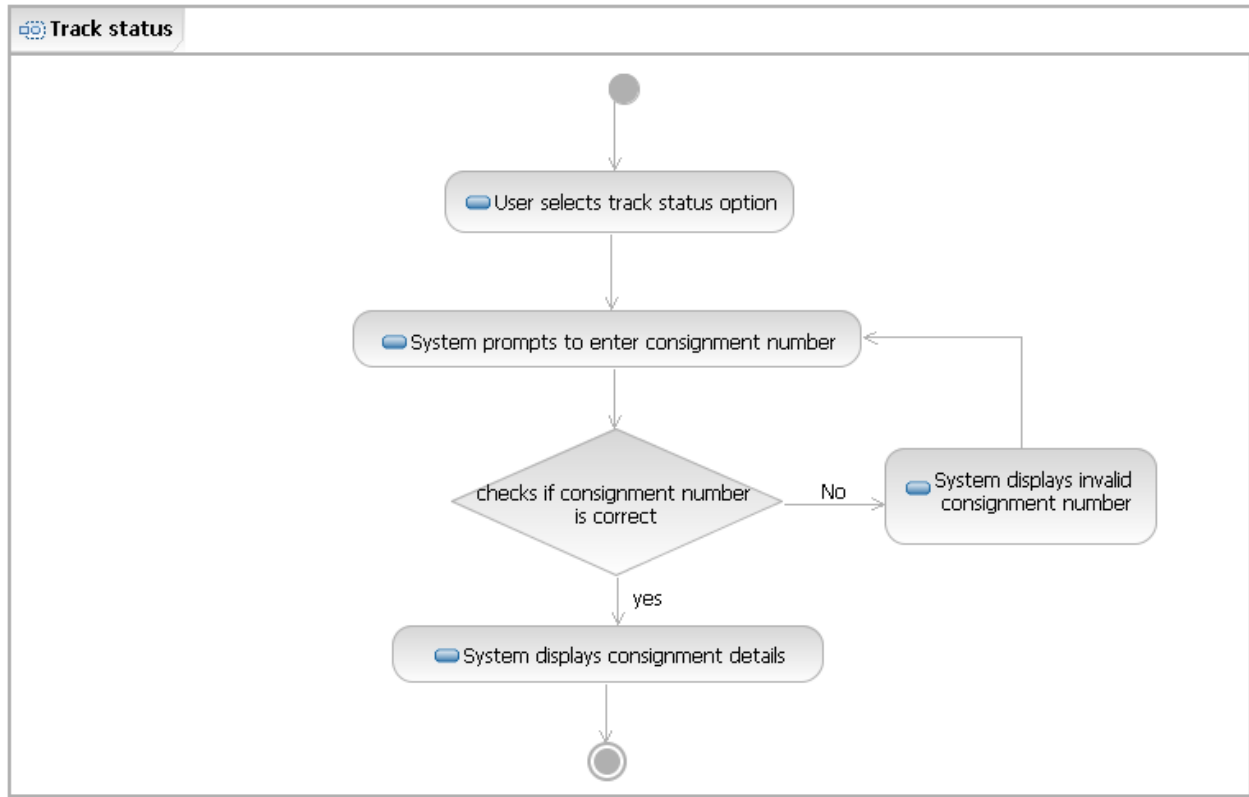 Track status
User selects track status option
System prompts to enter consignment number
checks if consignment number
is correct
No
System displays invalid
consignment number
yes
System displays consignment details